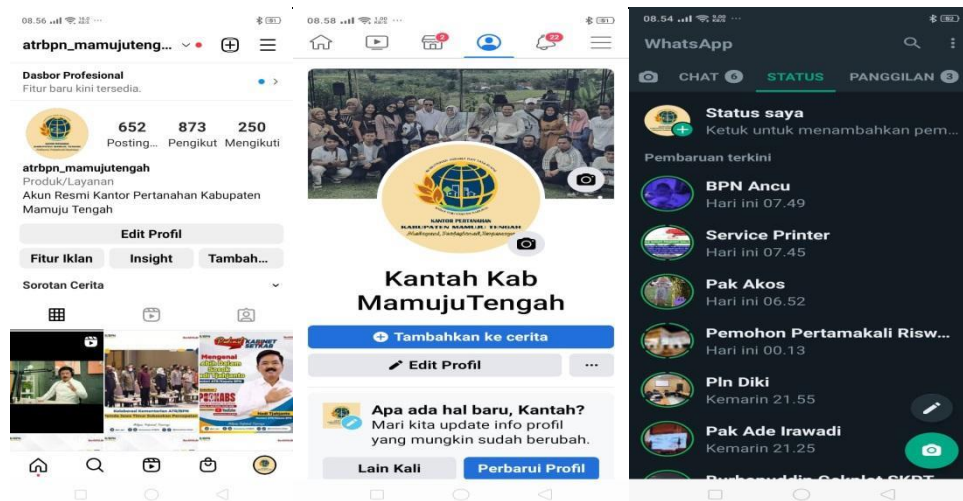 08.56
atrbpn_mamujuteng...
Dasbor Profesional
Fitur baru kini tersedia.
652 873 250
Posting... Pengikut Mengikuti
atrbpn_mamujutengah
Produk/Layanan
Akun Resmi Kantor Pertanahan Kabupaten
Mamuju Tengah
Edit Profil
Fitur Iklan Insight Tambah...
Sorotan Cerita
KABINET
Mengenal
08.58
2
22
KANTOR PERTANAHAN
KABUPATEN MAMUJU TENGAH
Kantah Kab
MamujuTengah
Tambahkan ke cerita
Edit Profil
Apa ada hal baru, Kantah?
Mari kita update info profil
yang mungkin sudah berubah.
Lain Kali Perbarui Profil
08.54
WhatsApp
CHAT 6 STATUS PANGGILAN 3
Status saya
Ketuk untuk menambahkan pem...
Pembaruan terkini
BPN Ancu
Hari ini 07.49
Service Printer
Hari ini 07.45
Pak Akos
Hari ini 06.52
Pemohon Pertamakali Risw...
Hari ini 00.13
Pln Diki
Kemarin 21.55
Pak Ade Irawadi
Kemarin 21.25